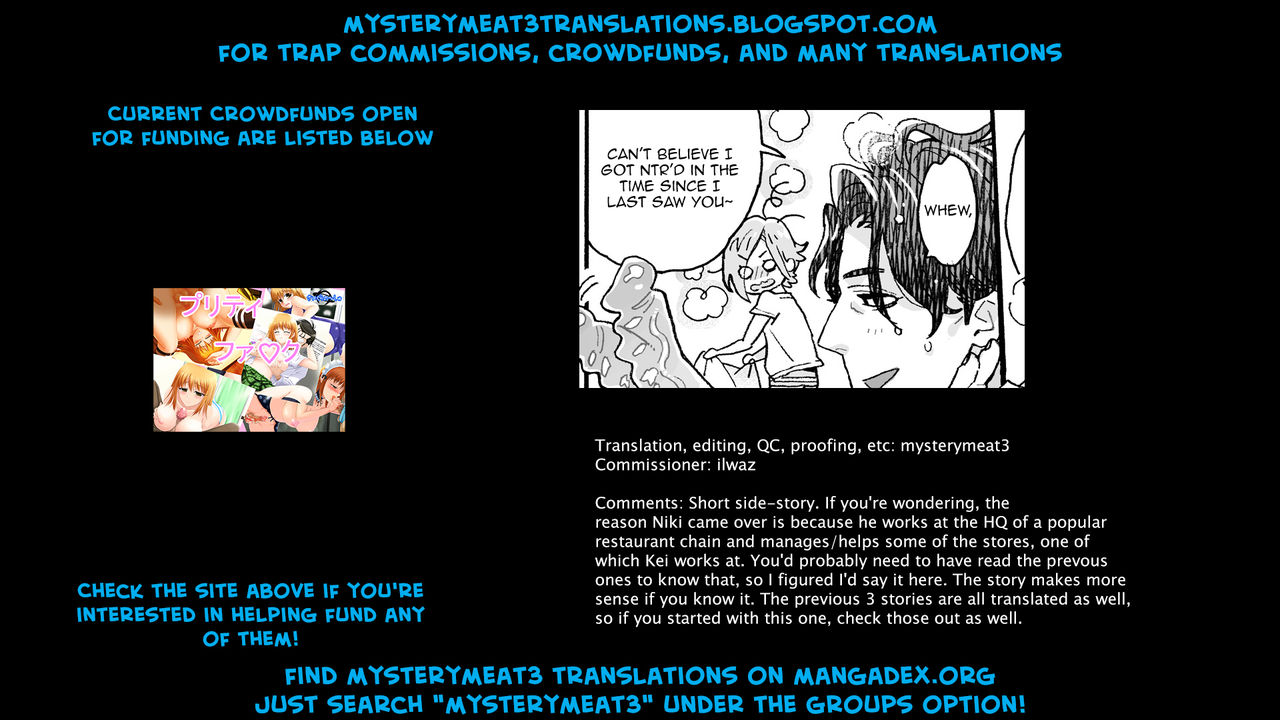 MYSTERYMEAT3TRANSLATIONS.BLOGSPOT.COM
FOR TRAP COMMISSIONS, CROWDFUNDS, AND MANY TRANSLATIONS
CURRENT CROWDFUNDS OPEN
FOR FUNDING ARE LISTED BELOW
プリティ
ファ♡ク
CHECK THE SITE ABOVE IF YOU'RE
INTERESTED IN HELPING FUND ANY
OF THEM!
WHEW,
CAN'T BELIEVE I
GOT NTR'D IN THE
TIME SINCE I
LAST SAW YOU~
Translation, editing, QC, proofing, etc: mysterymeat3
Commissioner: ilwaz
Comments: Short side-story. If you're wondering, the
reason Niki came over is because he works at the HQ of a popular
restaurant chain and manages/helps some of the stores, one of
which Kei works at. You'd probably need to have read the prevous
ones to know that, so I figured I'd say it here. The story makes more
sense if you know it. The previous 3 stories are all translated as well,
so if you started with this one, check those out as well.
FIND MYSTERYMEAT3 TRANSLATIONS ON MANGADEX.ORG
JUST SEARCH "MYSTERYMEAT3" UNDER THE GROUPS OPTION!